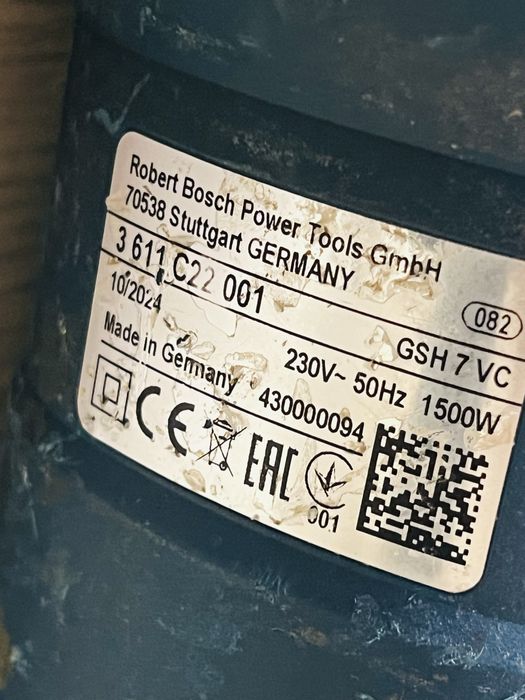 Robert Bosch Power Tools GmbH
70538 Stuttgart GERMANY
3 611 C22 001
082
10/2024
GSH 7 VC
Made in Germany
230V~ 50Hz 1500W
430000094
CE
EAC
001